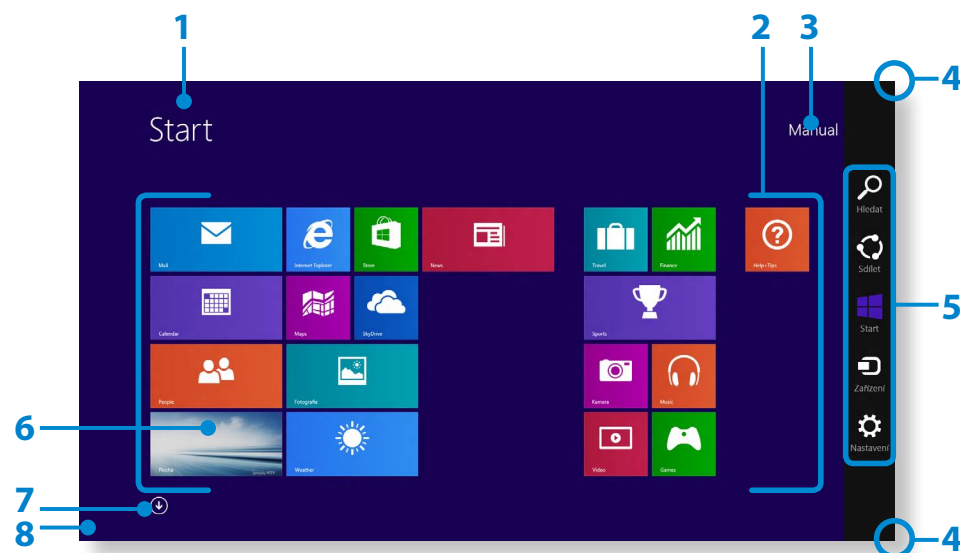 1
2
3
4
Start
Manual
Hledat
Mail
Internet Explorer
Store
News
Travel
Finance
Help+Tips
Sdílet
5
Start
Calendar
Maps
SkyDrive
Sports
Zařízení
People
Fotografie
Kamera
Music
6
Nastavení
Plocha
Weather
Video
Games
7
8
4